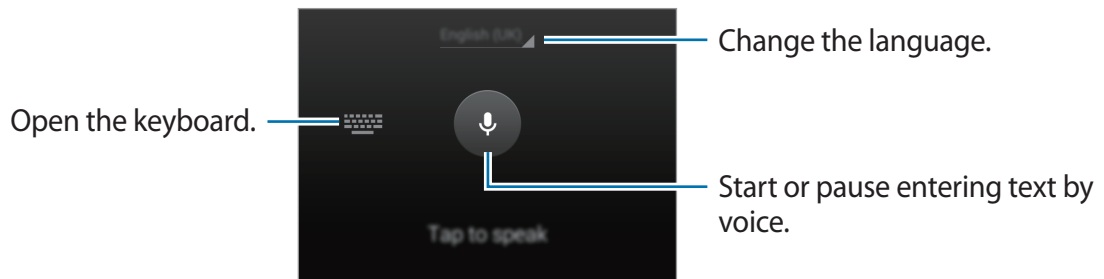 English (UK)
Change the language.
Open the keyboard.
Start or pause entering text by
voice.
Tap to speak